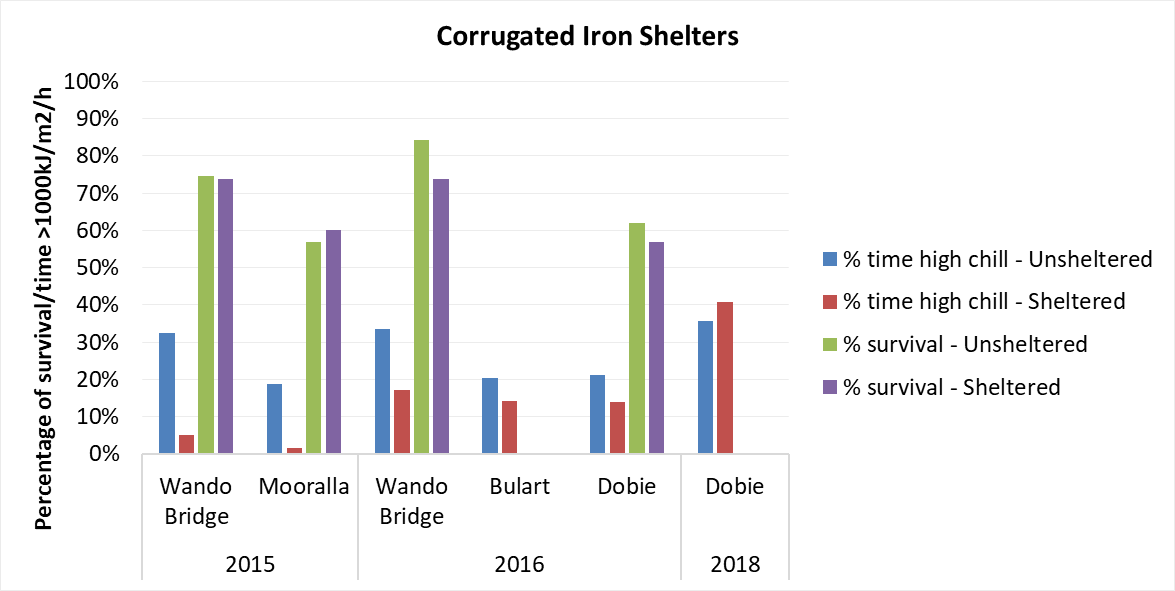 Corrugated Iron Shelters
Percentage of survival/time >1000kJ/m2/h
100%
90%
80%
70%
60%
50%
40%
30%
20%
10%
0%
Wando Bridge
Mooralla
Wando Bridge
Bulart
Dobie
Dobie
2015
2016
2018
% time high chill - Unsheltered
% time high chill - Sheltered
% survival - Unsheltered
% survival - Sheltered